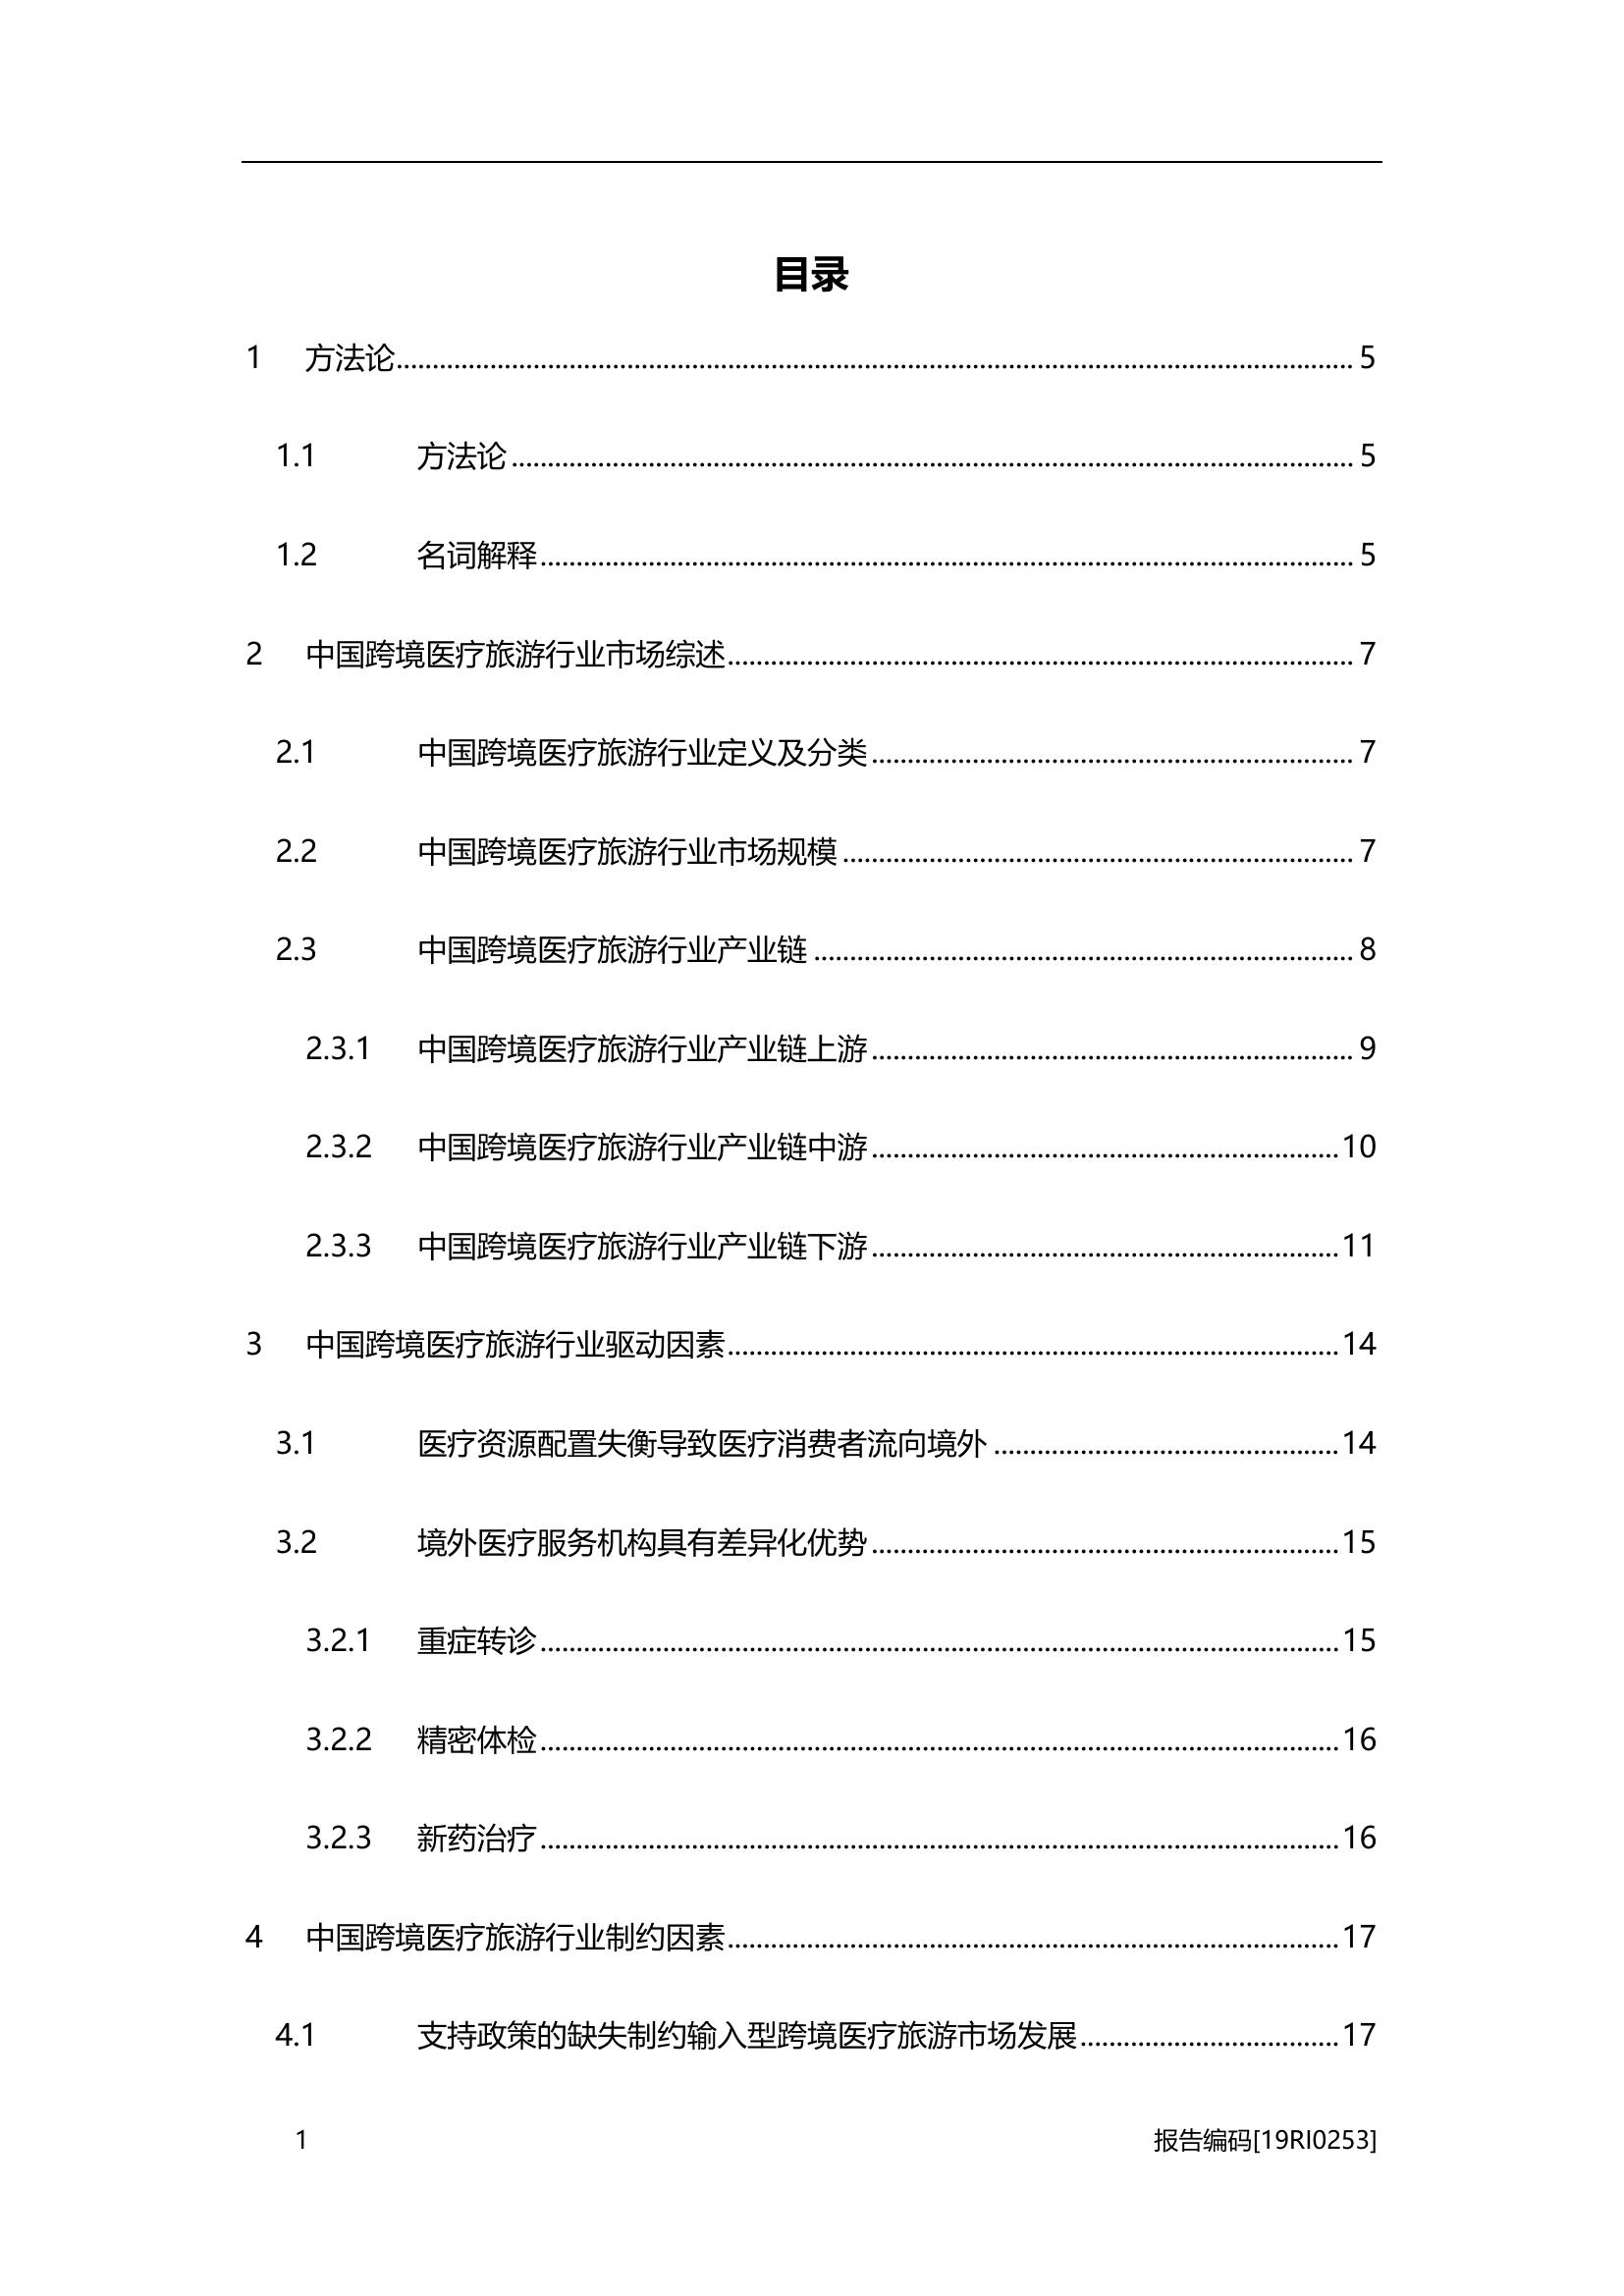 目录
1 方法论........ 5
1.1 方法论........ 5
1.2 名词解释........ 5
2 中国跨境医疗旅游行业市场综述........ 7
2.1 中国跨境医疗旅游行业定义及分类........ 7
2.2 中国跨境医疗旅游行业市场规模........ 7
2.3 中国跨境医疗旅游行业产业链........ 8
2.3.1 中国跨境医疗旅游行业产业链上游........ 9
2.3.2 中国跨境医疗旅游行业产业链中游........ 10
2.3.3 中国跨境医疗旅游行业产业链下游........ 11
3 中国跨境医疗旅游行业驱动因素........ 14
3.1 医疗资源配置失衡导致医疗消费者流向境外........ 14
3.2 境外医疗服务机构具有差异化优势........ 15
3.2.1 重症转诊........ 15
3.2.2 精密体检........ 16
3.2.3 新药治疗........ 16
4 中国跨境医疗旅游行业制约因素........ 17
4.1 支持政策的缺失制约输入型跨境医疗旅游市场发展........ 17
1 报告编码[19RI0253]